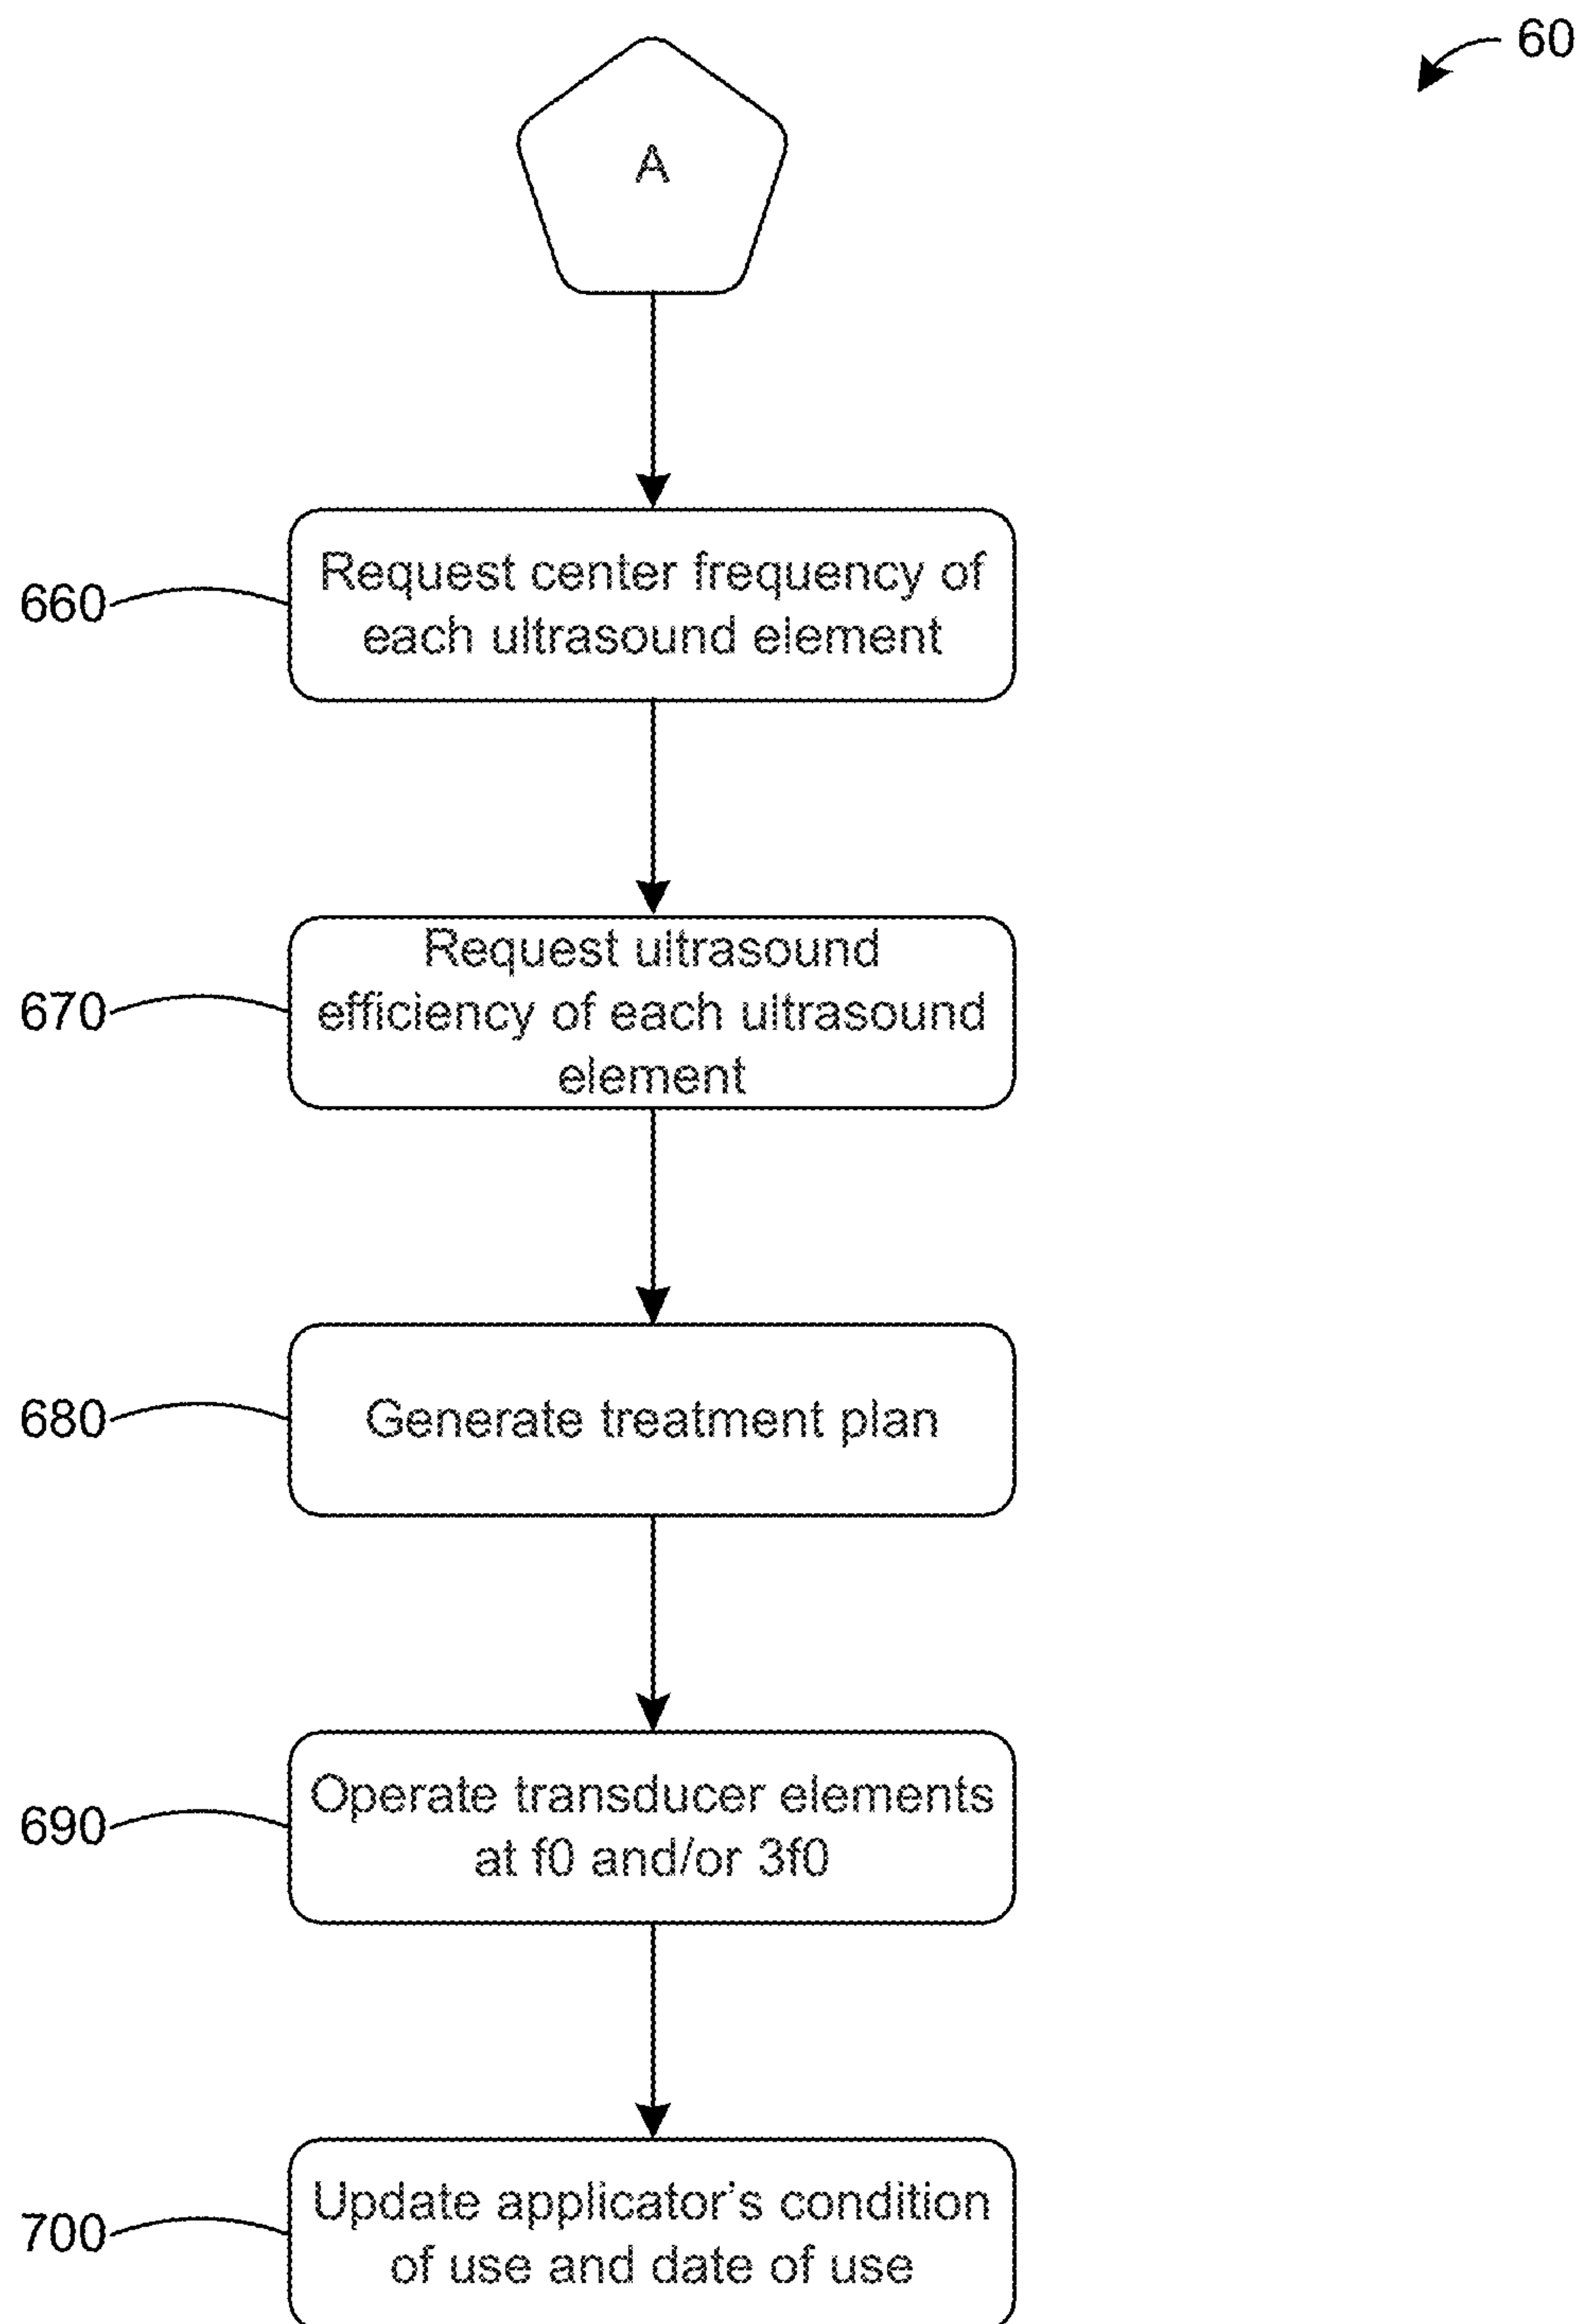 60
A
660
Request center frequency of
each ultrasound element
670
Request ultrasound
efficiency of each ultrasound
element
680
Generate treatment plan
690
Operate transducer elements
at f0 and/or 3f0
700
Update applicator's condition
of use and date of use